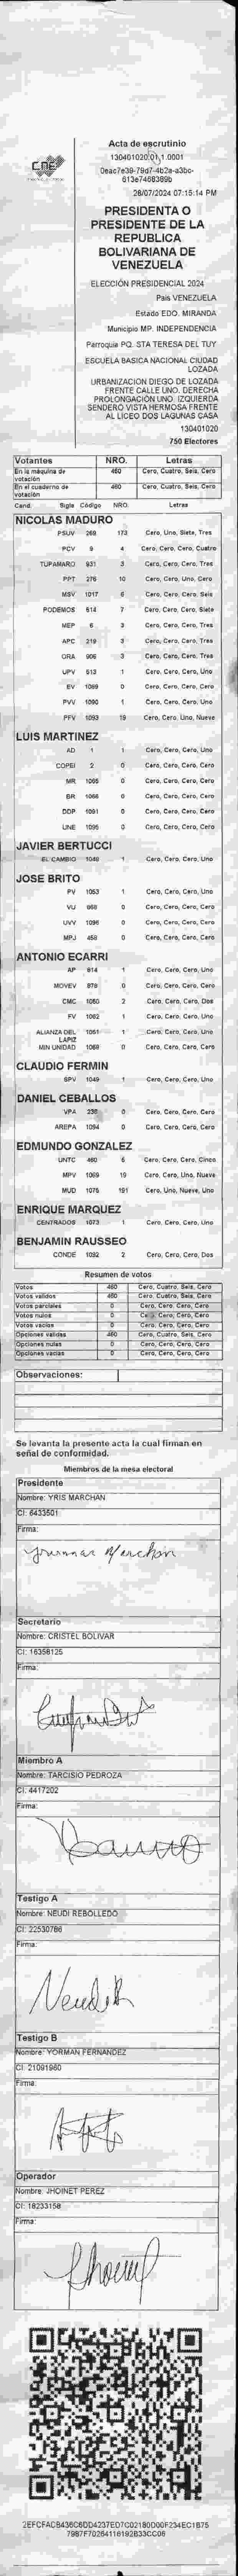 CNE
Acta de escrutinio
130401020.01.1.0001
0eac7e39-79d7-4b2a-a3bc-
613e7468389b
28/07/2024 07:15:14 PM
PRESIDENTA O
PRESIDENTE DE LA
REPUBLICA
BOLIVARIANA DE
VENEZUELA
ELECCIÓN PRESIDENCIAL 2024
País VENEZUELA
Estado EDO. MIRANDA
Municipio MP. INDEPENDENCIA
Parroquia PQ. STA TERESA DEL TUY
ESCUELA BASICA NACIONAL CIUDAD
LOZADA
URBANIZACION DIEGO DE LOZADA
FRENTE CALLE UNO. DERECHA
PROLONGACIÓN UNO. IZQUIERDA
SENDERO VISTA HERMOSA FRENTE
AL LICEO DOS LAGUNAS CASA
130401020
750 Electores
Votantes NRO. Letras
En la máquina de votación 460 Cero, Cuatro, Seis, Cero
En el cuaderno de votación 460 Cero, Cuatro, Seis, Cero
Cand. Sigla Código NRO. Letras
NICOLAS MADURO
PSUV 268 173 Cero, Uno, Siete, Tres
PCV 9 4 Cero, Cero, Cero, Cuatro
TUPAMARO 931 3 Cero, Cero, Cero, Tres
PPT 276 10 Cero, Cero, Uno, Cero
MSV 1017 6 Cero, Cero, Cero, Seis
PODEMOS 514 7 Cero, Cero, Cero, Siete
MEP 6 3 Cero, Cero, Cero, Tres
APC 219 3 Cero, Cero, Cero, Tres
ORA 906 3 Cero, Cero, Cero, Tres
UPV 513 1 Cero, Cero, Cero, Uno
EV 1089 0 Cero, Cero, Cero, Cero
PVV 1090 1 Cero, Cero, Cero, Uno
PFV 1093 19 Cero, Cero, Uno, Nueve
LUIS MARTINEZ
AD 1 1 Cero, Cero, Cero, Uno
COPEI 2 0 Cero, Cero, Cero, Cero
MR 1005 0 Cero, Cero, Cero, Cero
BR 1066 0 Cero, Cero, Cero, Cero
DDP 1091 0 Cero, Cero, Cero, Cero
UNE 1095 0 Cero, Cero, Cero, Cero
JAVIER BERTUCCI
EL CAMBIO 1048 1 Cero, Cero, Cero, Uno
JOSE BRITO
PV 1053 1 Cero, Cero, Cero, Uno
VU 968 0 Cero, Cero, Cero, Cero
UVV 1096 0 Cero, Cero, Cero, Cero
MPJ 458 0 Cero, Cero, Cero, Cero
ANTONIO ECARRI
AP 814 1 Cero, Cero, Cero, Uno
MOVEV 979 0 Cero, Cero, Cero, Cero
CMC 1050 2 Cero, Cero, Cero, Dos
FV 1082 1 Cero, Cero, Cero, Uno
ALIANZA DEL LAPIZ 1051 1 Cero, Cero, Cero, Uno
MIN UNIDAD 1069 0 Cero, Cero, Cero, Cero
CLAUDIO FERMIN
SPV 1049 1 Cero, Cero, Cero, Uno
DANIEL CEBALLOS
VPA 238 0 Cero, Cero, Cero, Cero
AREPA 1094 0 Cero, Cero, Cero, Cero
EDMUNDO GONZALEZ
UNTC 460 6 Cero, Cero, Cero, Cinco
MPV 1069 19 Cero, Cero, Uno, Nueve
MUD 1075 191 Cero, Uno, Nueve, Uno
ENRIQUE MARQUEZ
CENTRADOS 1073 1 Cero, Cero, Cero, Uno
BENJAMIN RAUSSEO
CONDE 1092 2 Cero, Cero, Cero, Dos
Resumen de votos
Votos 460 Cero, Cuatro, Seis, Cero
Votos válidos 460 Cero, Cuatro, Seis, Cero
Votos parciales 0 Cero, Cero, Cero, Cero
Votos nulos 0 Cero, Cero, Cero, Cero
Votos vacíos 0 Cero, Cero, Cero, Cero
Opciones válidas 460 Cero, Cuatro, Seis, Cero
Opciones nulas 0 Cero, Cero, Cero, Cero
Opciones vacías 0 Cero, Cero, Cero, Cero
Observaciones:
Se levanta la presente acta la cual firman en
señal de conformidad.
Miembros de la mesa electoral
Presidente
Nombre: YRIS MARCHAN
CI: 6433501
Firma:
Secretario
Nombre: CRISTEL BOLIVAR
CI: 16358125
Firma:
Miembro A
Nombre: TARCISIO PEDROZA
CI: 4417202
Firma:
Testigo A
Nombre: NEUDI REBOLLEDO
CI: 22530786
Firma:
Testigo B
Nombre: YORMAN FERNANDEZ
CI: 21091960
Firma:
Operador
Nombre: JHOINET PEREZ
CI: 18233158
Firma:
2EFCFACB436C6DD4237ED7C02180D00F234EC1B75
7987F70284116192B33CC06